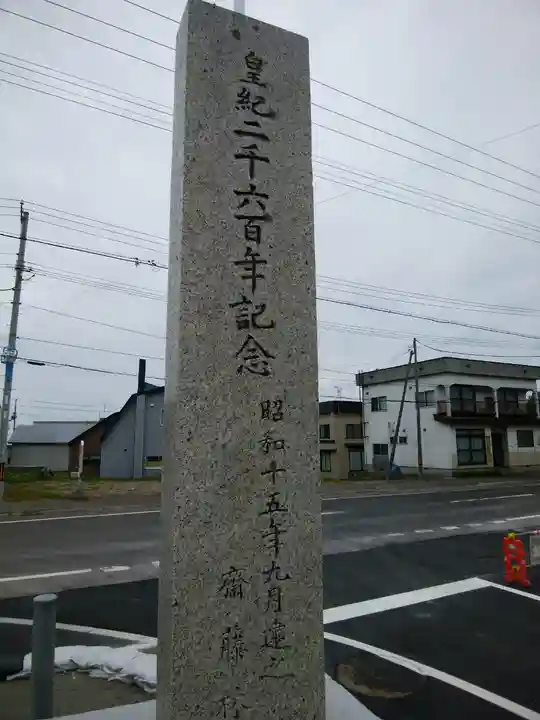 皇紀二千六百年記念
昭和十五年九月建之
齋藤